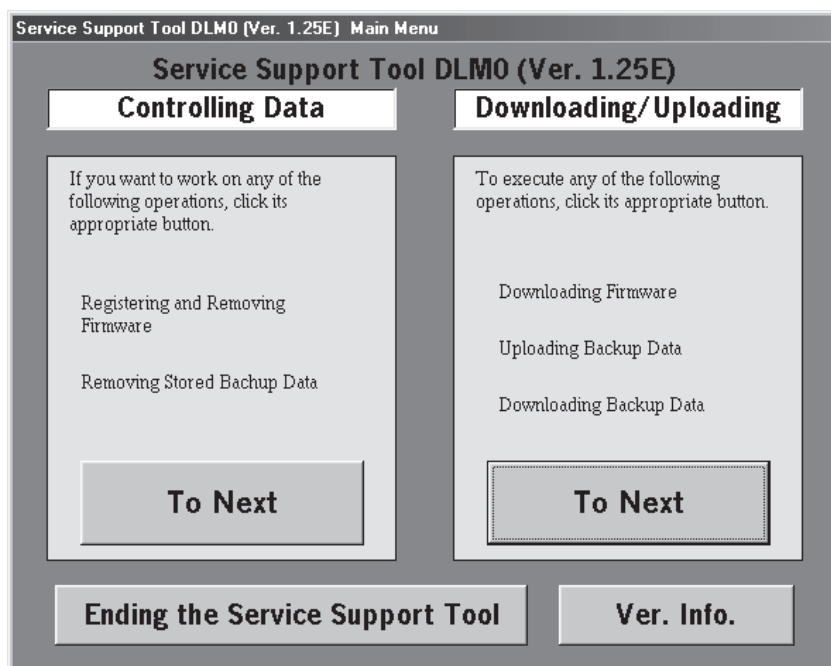 Service Support Tool DLM0 (Ver. 1.25E) Main Menu
Service Support Tool DLM0 (Ver. 1.25E)
Controlling Data
If you want to work on any of the
following operations, click its
appropriate button.
Registering and Removing
Firmware
Removing Stored Bachup Data
To Next
Downloading/Uploading
To execute any of the following
operations, click its appropriate button.
Downloading Firmware
Uploading Backup Data
Downloading Backup Data
To Next
Ending the Service Support Tool
Ver. Info.